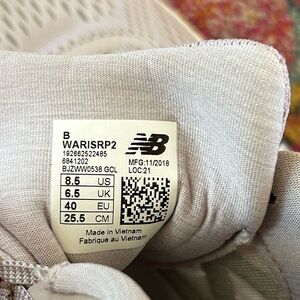 B
WARISRP2
192662522485
6841202
BJZWW0538 GCL
8.5 US
6.5 UK
40 EU
25.5 CM
NB
MFG:11/2018
LOC:21
Made in Vietnam
Fabriqué au Vietnam